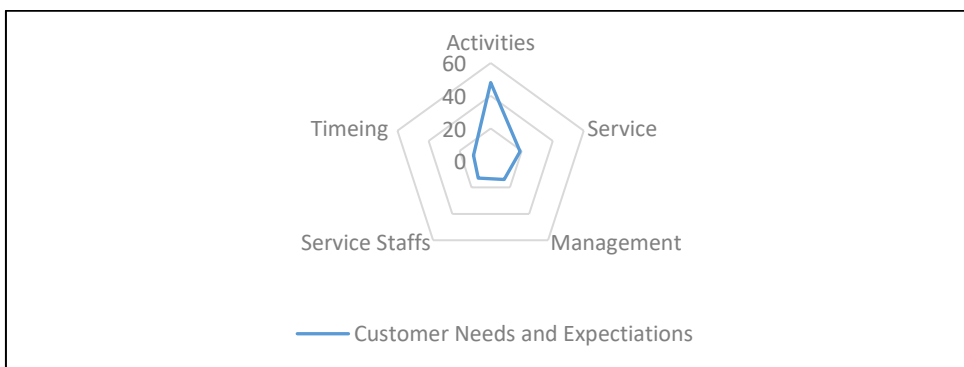 Activities
60
40
20
0
Timeing
Service
Service Staffs
Management
Customer Needs and Expectiations